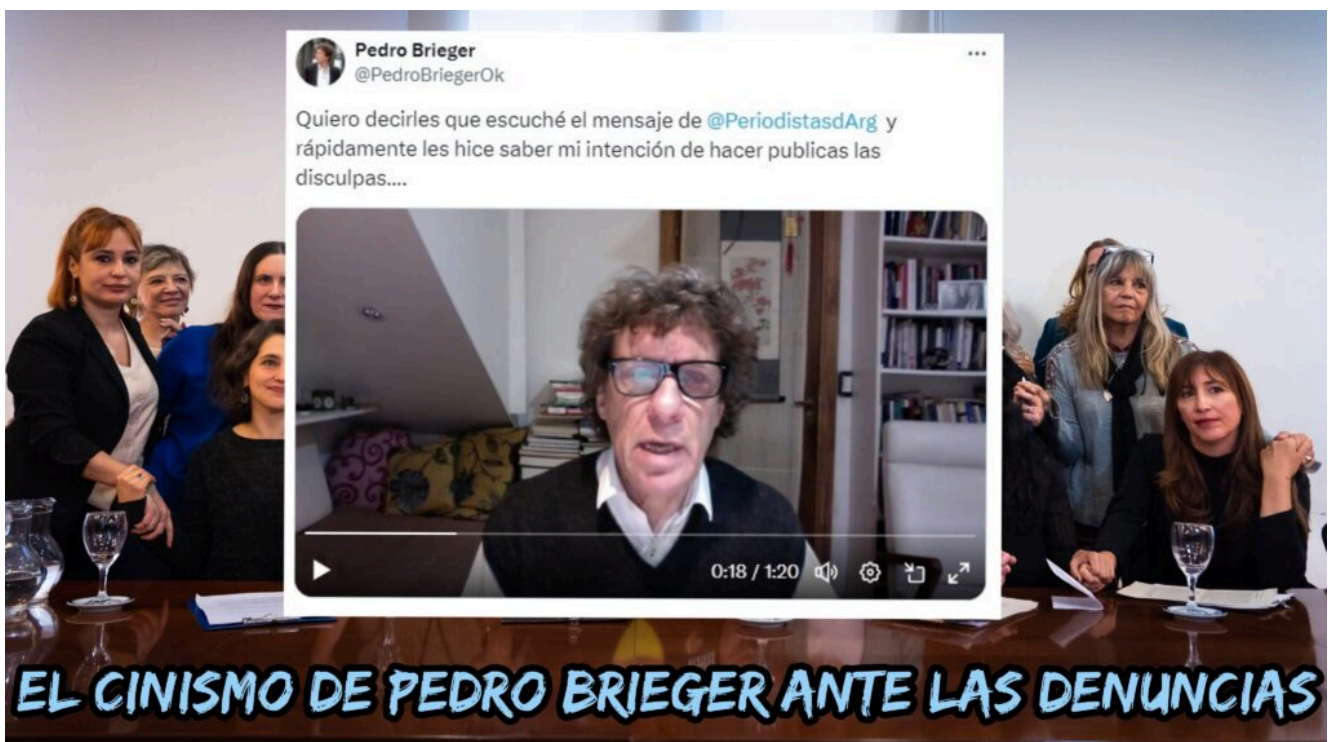 Pedro Brieger
@PedroBriegerOk
Quiero decirles que escuché el mensaje de @PeriodistasdArg y
rápidamente les hice saber mi intención de hacer publicas las
disculpas....
0:18 / 1:20
EL CINISMO DE PEDRO BRIEGER ANTE LAS DENUNCIAS